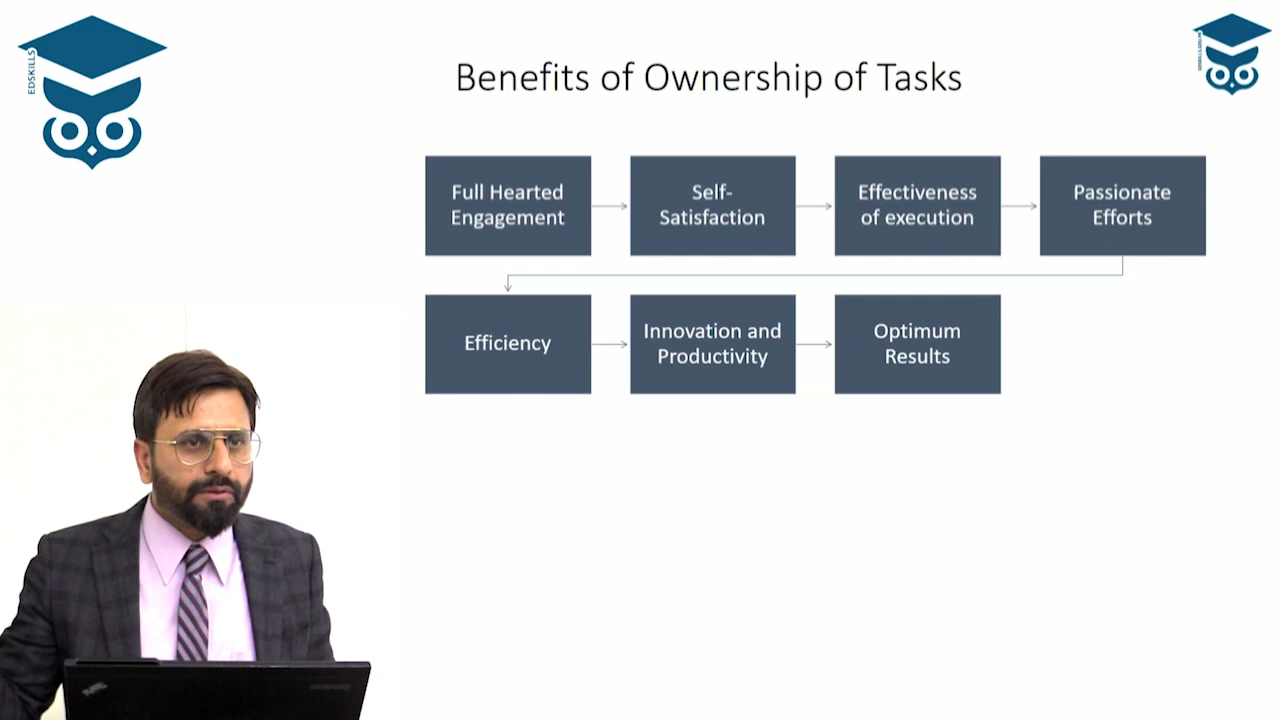 EDSKILLS
Benefits of Ownership of Tasks
Full Hearted
Engagement
Self-
Satisfaction
Effectiveness
of execution
Passionate
Efforts
Efficiency
Innovation and
Productivity
Optimum
Results